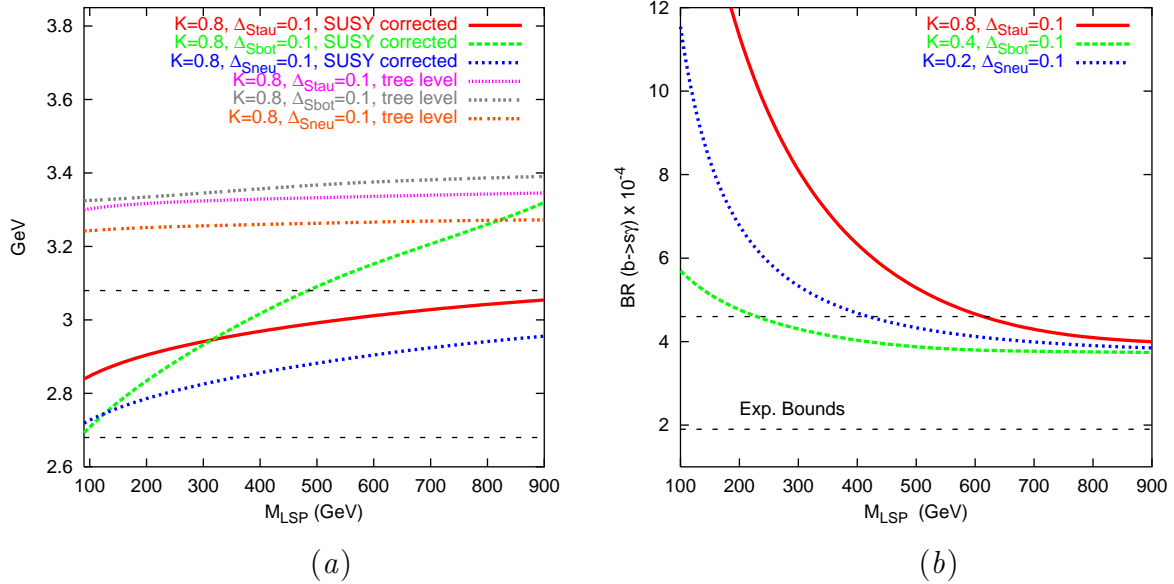 K=0.8, Δ_Stau=0.1, SUSY corrected
K=0.8, Δ_Sbot=0.1, SUSY corrected
K=0.8, Δ_Sneu=0.1, SUSY corrected
K=0.8, Δ_Stau=0.1, tree level
K=0.8, Δ_Sbot=0.1, tree level
K=0.8, Δ_Sneu=0.1, tree level
3.8
3.6
3.4
3.2
3
2.8
2.6
GeV
100 200 300 400 500 600 700 800 900
M_LSP (GeV)
(a)
K=0.8, Δ_Stau=0.1
K=0.4, Δ_Sbot=0.1
K=0.2, Δ_Sneu=0.1
12
10
8
6
4
2
BR (b->sγ) x 10^-4
Exp. Bounds
100 200 300 400 500 600 700 800 900
M_LSP (GeV)
(b)